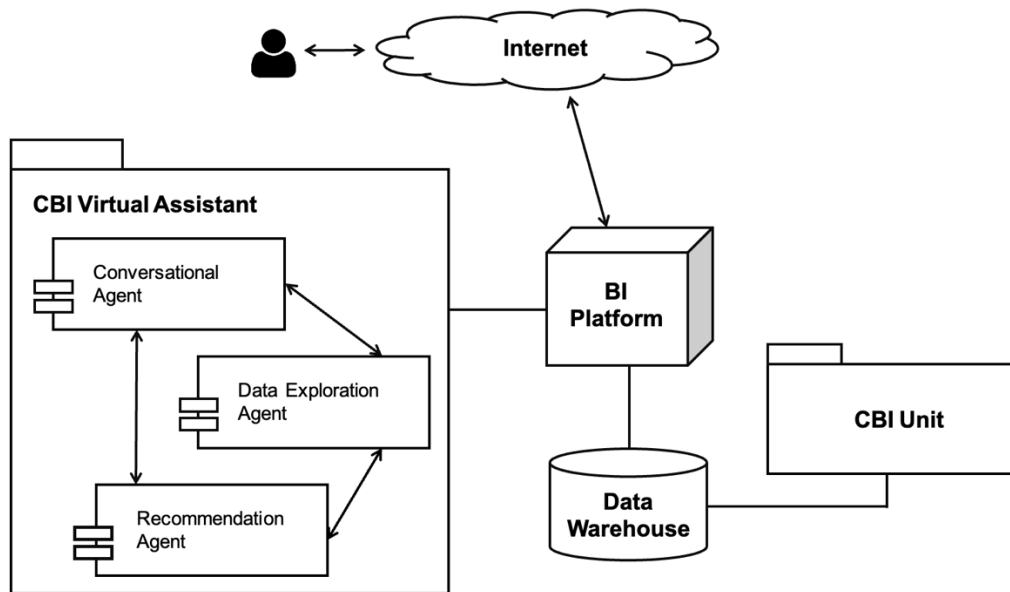 Internet
CBI Virtual Assistant
Conversational
Agent
Data Exploration
Agent
Recommendation
Agent
BI
Platform
Data
Warehouse
CBI Unit